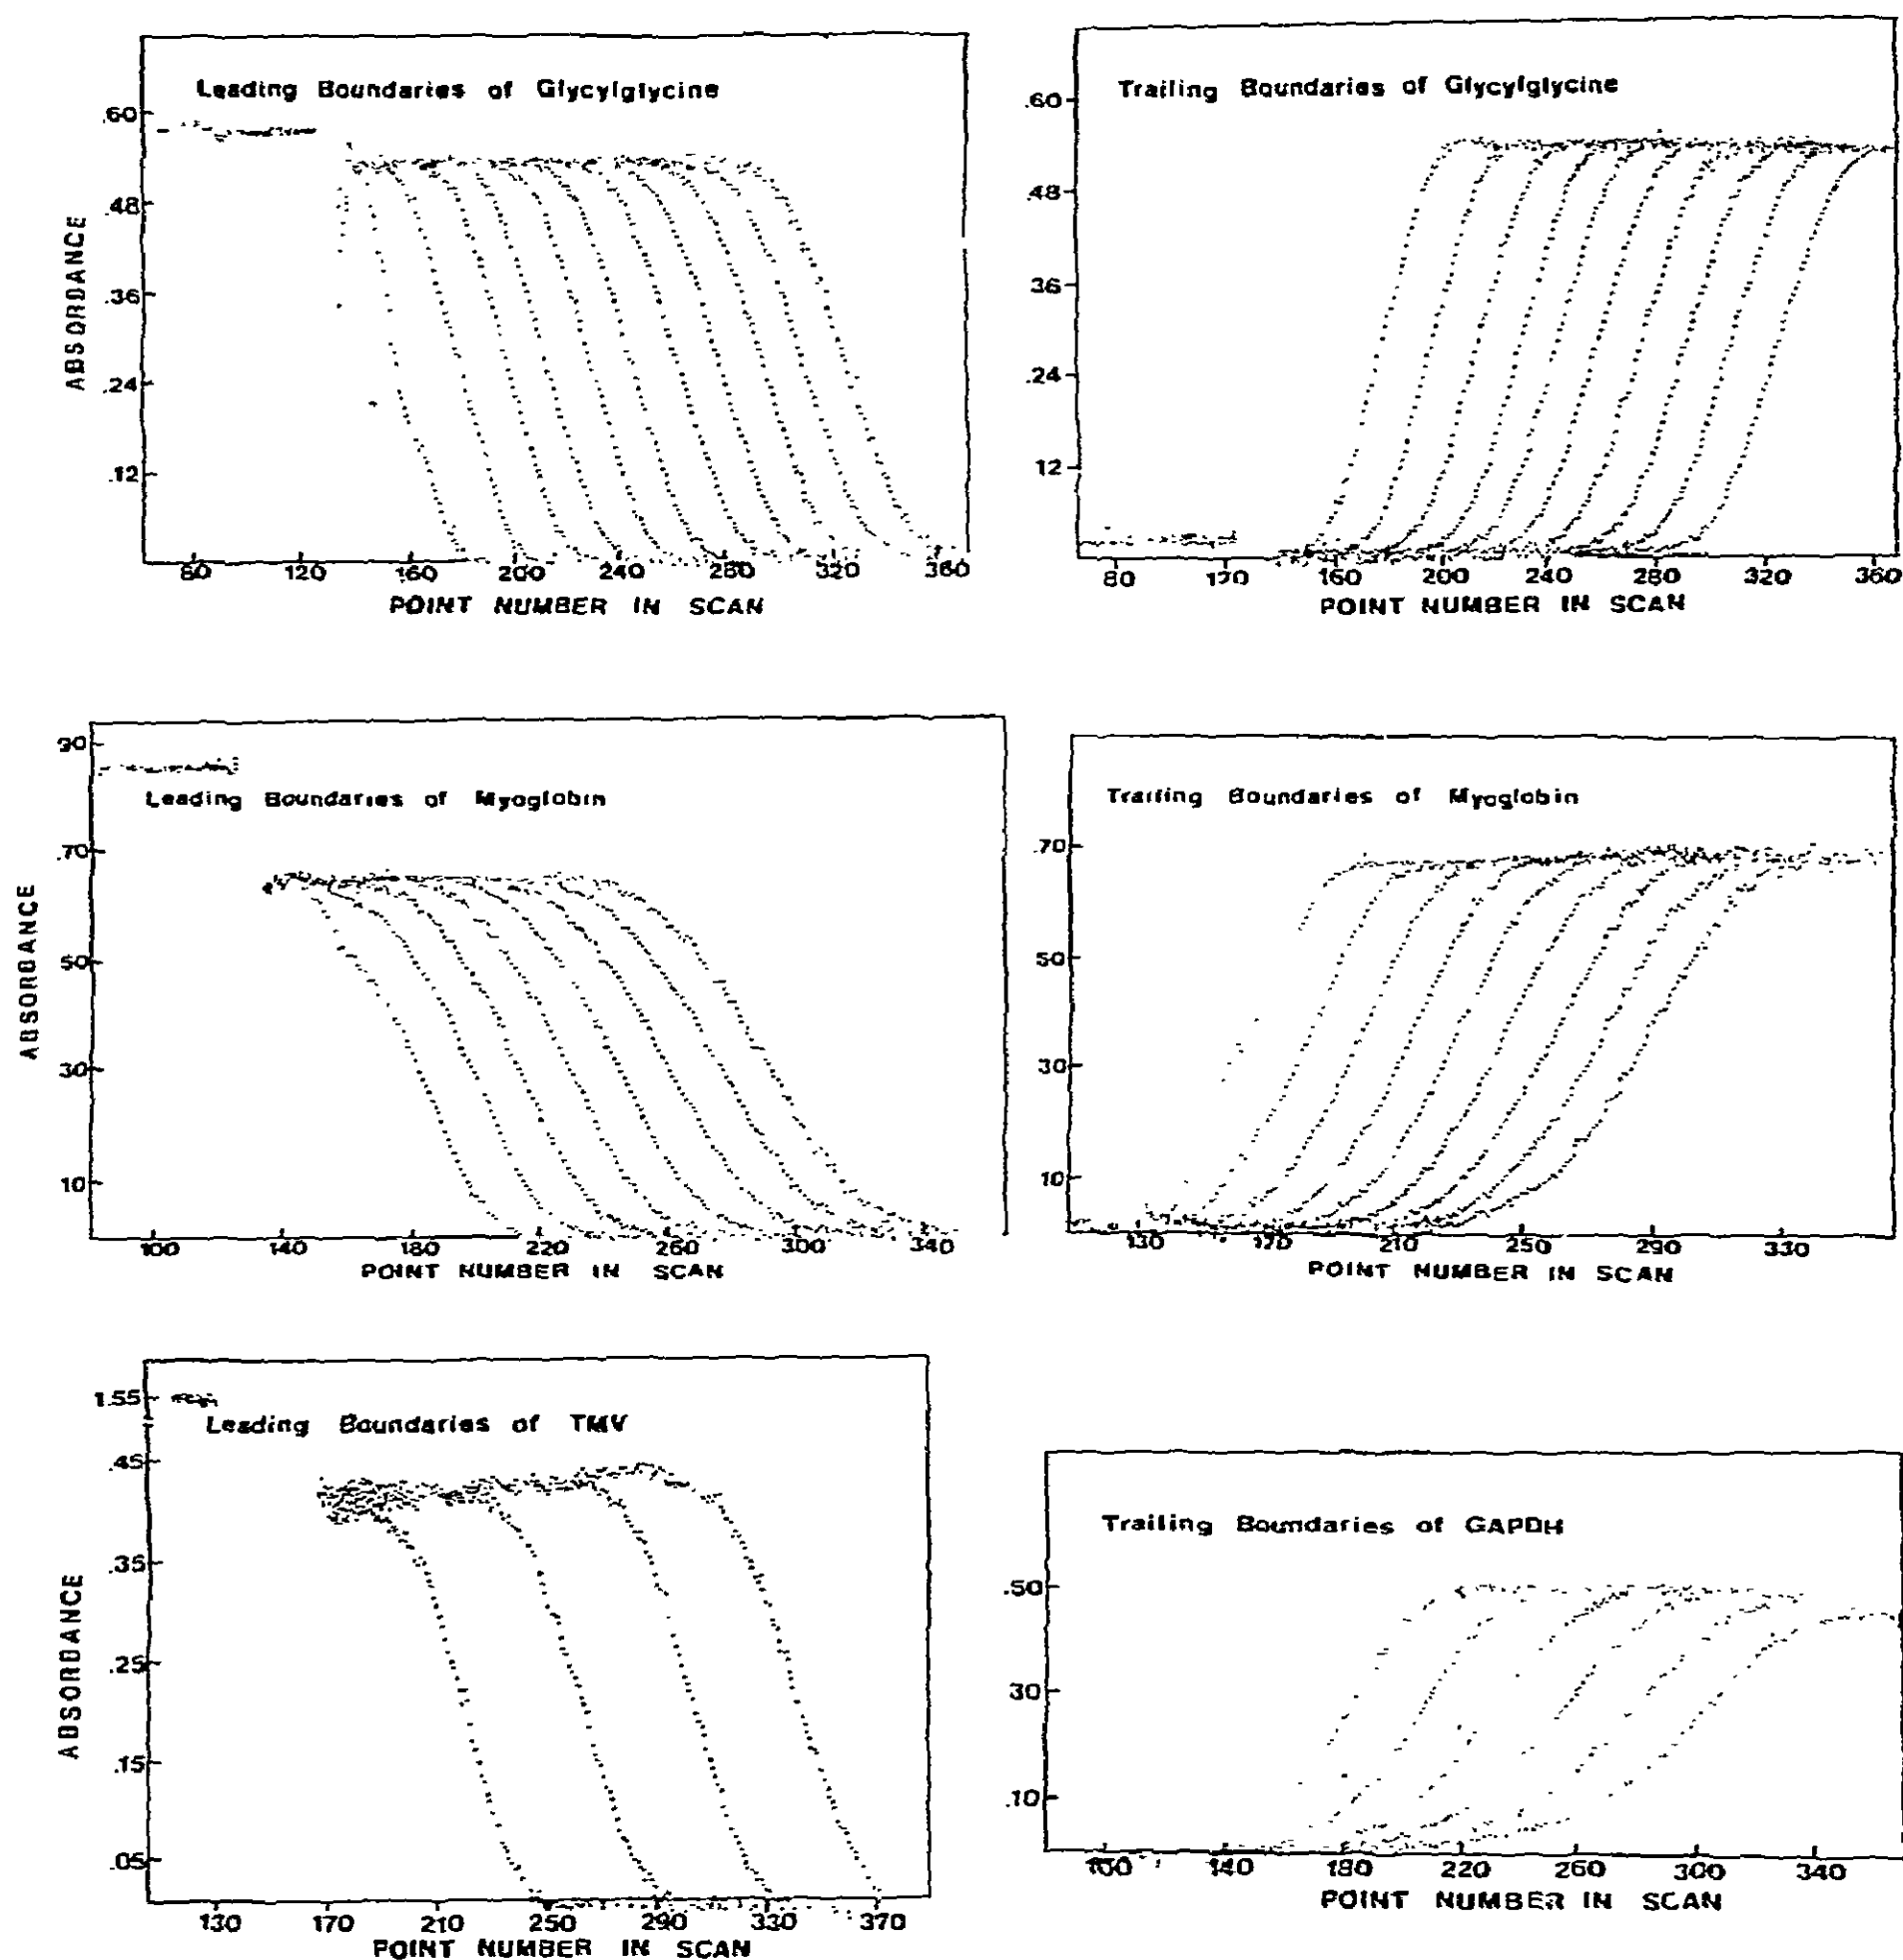 Leading Boundaries of Glycylglycine
.60
.48
.36
.24
.12
ABSORDANCE
80 120 160 200 240 280 320 360
POINT NUMBER IN SCAN
Trailing Boundaries of Glycylglycine
.60
.48
.36
.24
12
80 120 160 200 240 280 320 360
POINT NUMBER IN SCAN
90
Leading Boundaries of Myoglobin
.70
50
30
10
ABSORBANCE
100 140 180 220 260 300 340
POINT NUMBER IN SCAN
Trailing Boundaries of Myoglobin
.70
50
30
10
130 170 210 250 290 330
POINT NUMBER IN SCAN
1.55
Leading Boundaries of TMV
.45
.35
.25
.15
.05
ABSORDANCE
130 170 210 250 290 330 370
POINT NUMBER IN SCAN
Trailing Boundaries of GAPDH
.50
30
.10
100 140 180 220 260 300 340
POINT NUMBER IN SCAN